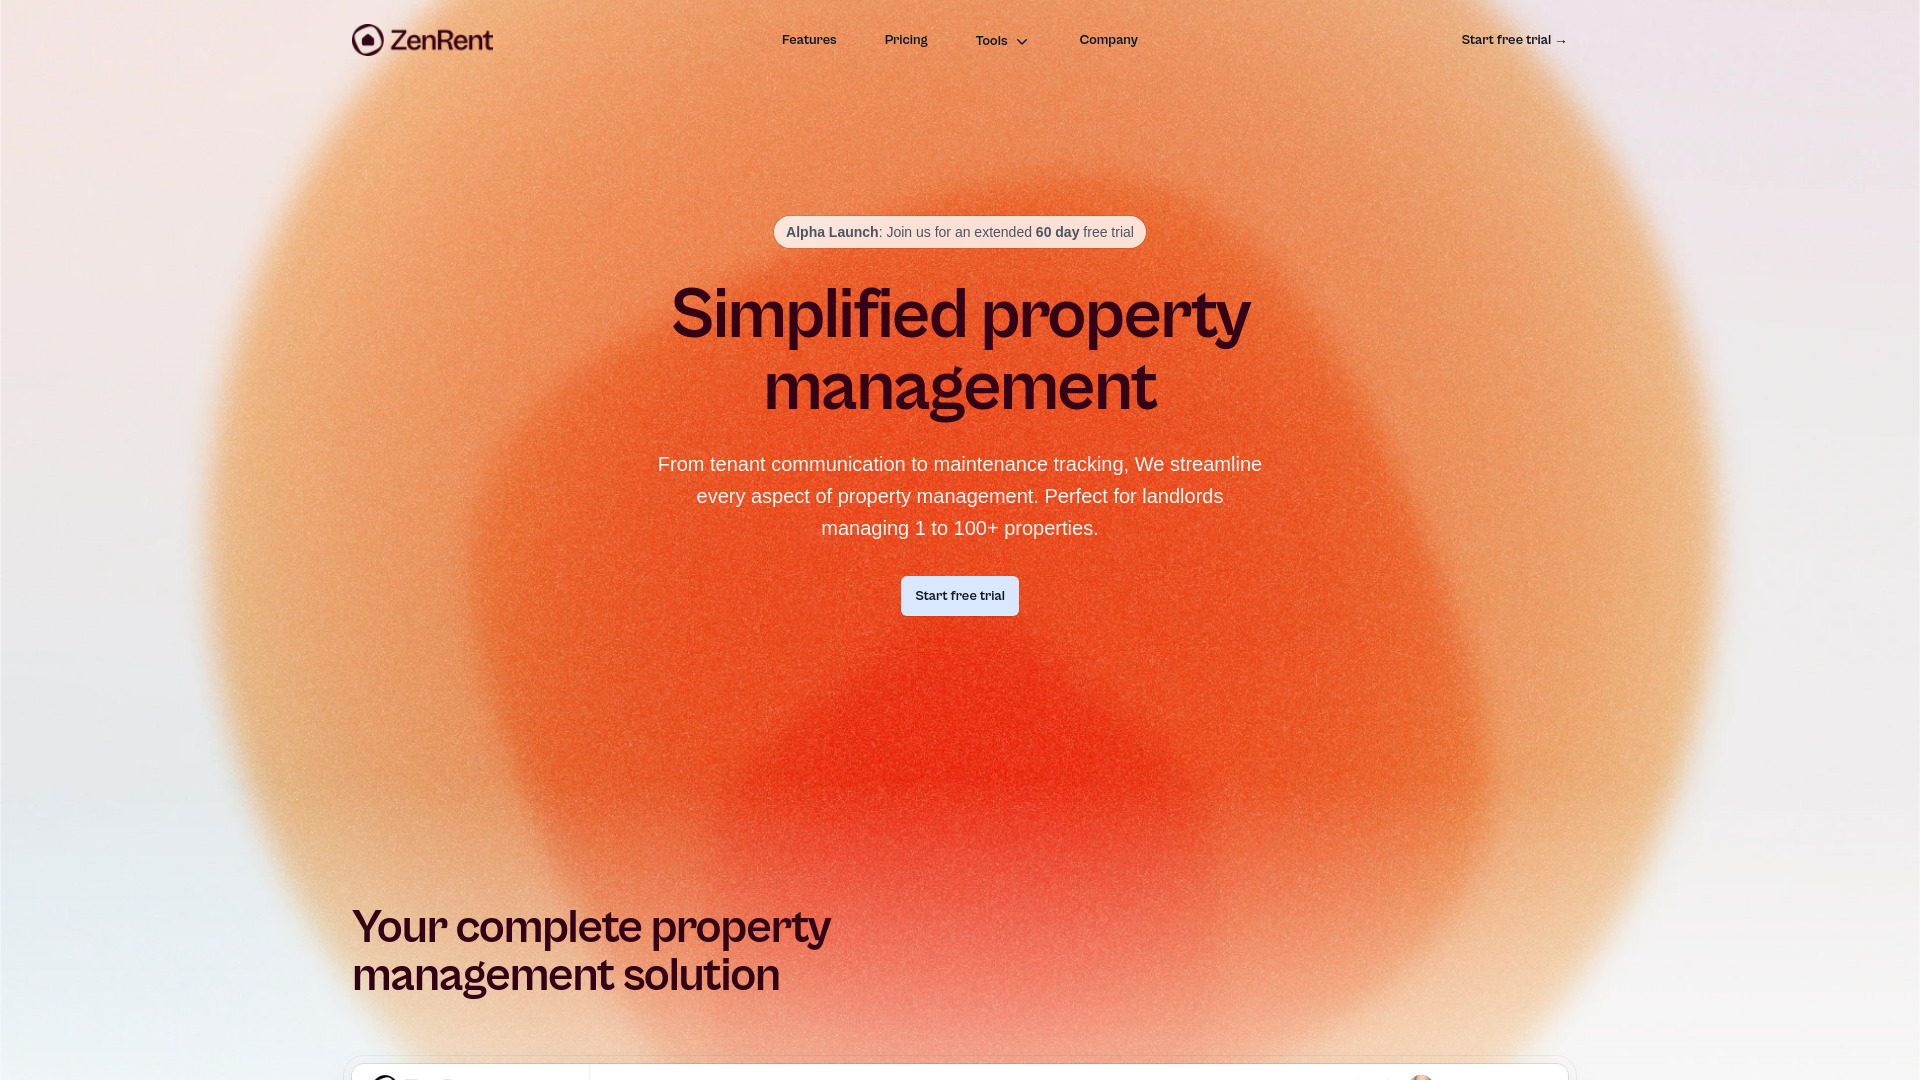 ZenRent
Features
Pricing
Tools
Company
Start free trial →
Alpha Launch: Join us for an extended 60 day free trial
Simplified property
management
From tenant communication to maintenance tracking, We streamline
every aspect of property management. Perfect for landlords
managing 1 to 100+ properties.
Start free trial
Your complete property
management solution